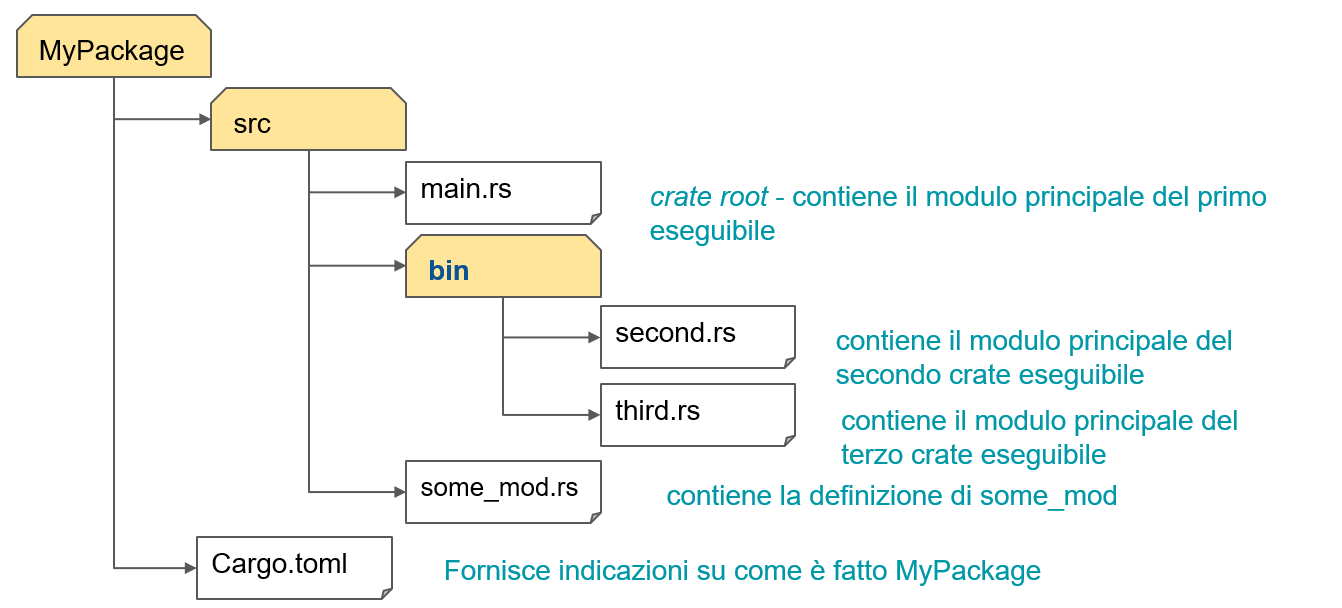 MyPackage
src
main.rs
crate root - contiene il modulo principale del primo
eseguibile
bin
second.rs
contiene il modulo principale del
secondo crate eseguibile
third.rs
contiene il modulo principale del
terzo crate eseguibile
some_mod.rs
contiene la definizione di some_mod
Cargo.toml
Fornisce indicazioni su come è fatto MyPackage